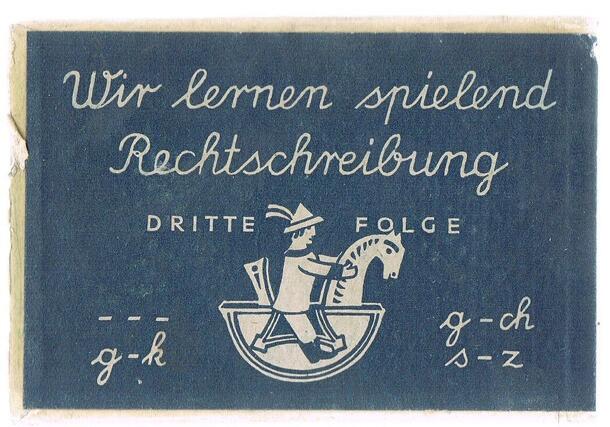 Wir lernen spielend
Rechtschreibung
DRITTE FOLGE
- - -
g-k
g-ch
s-z